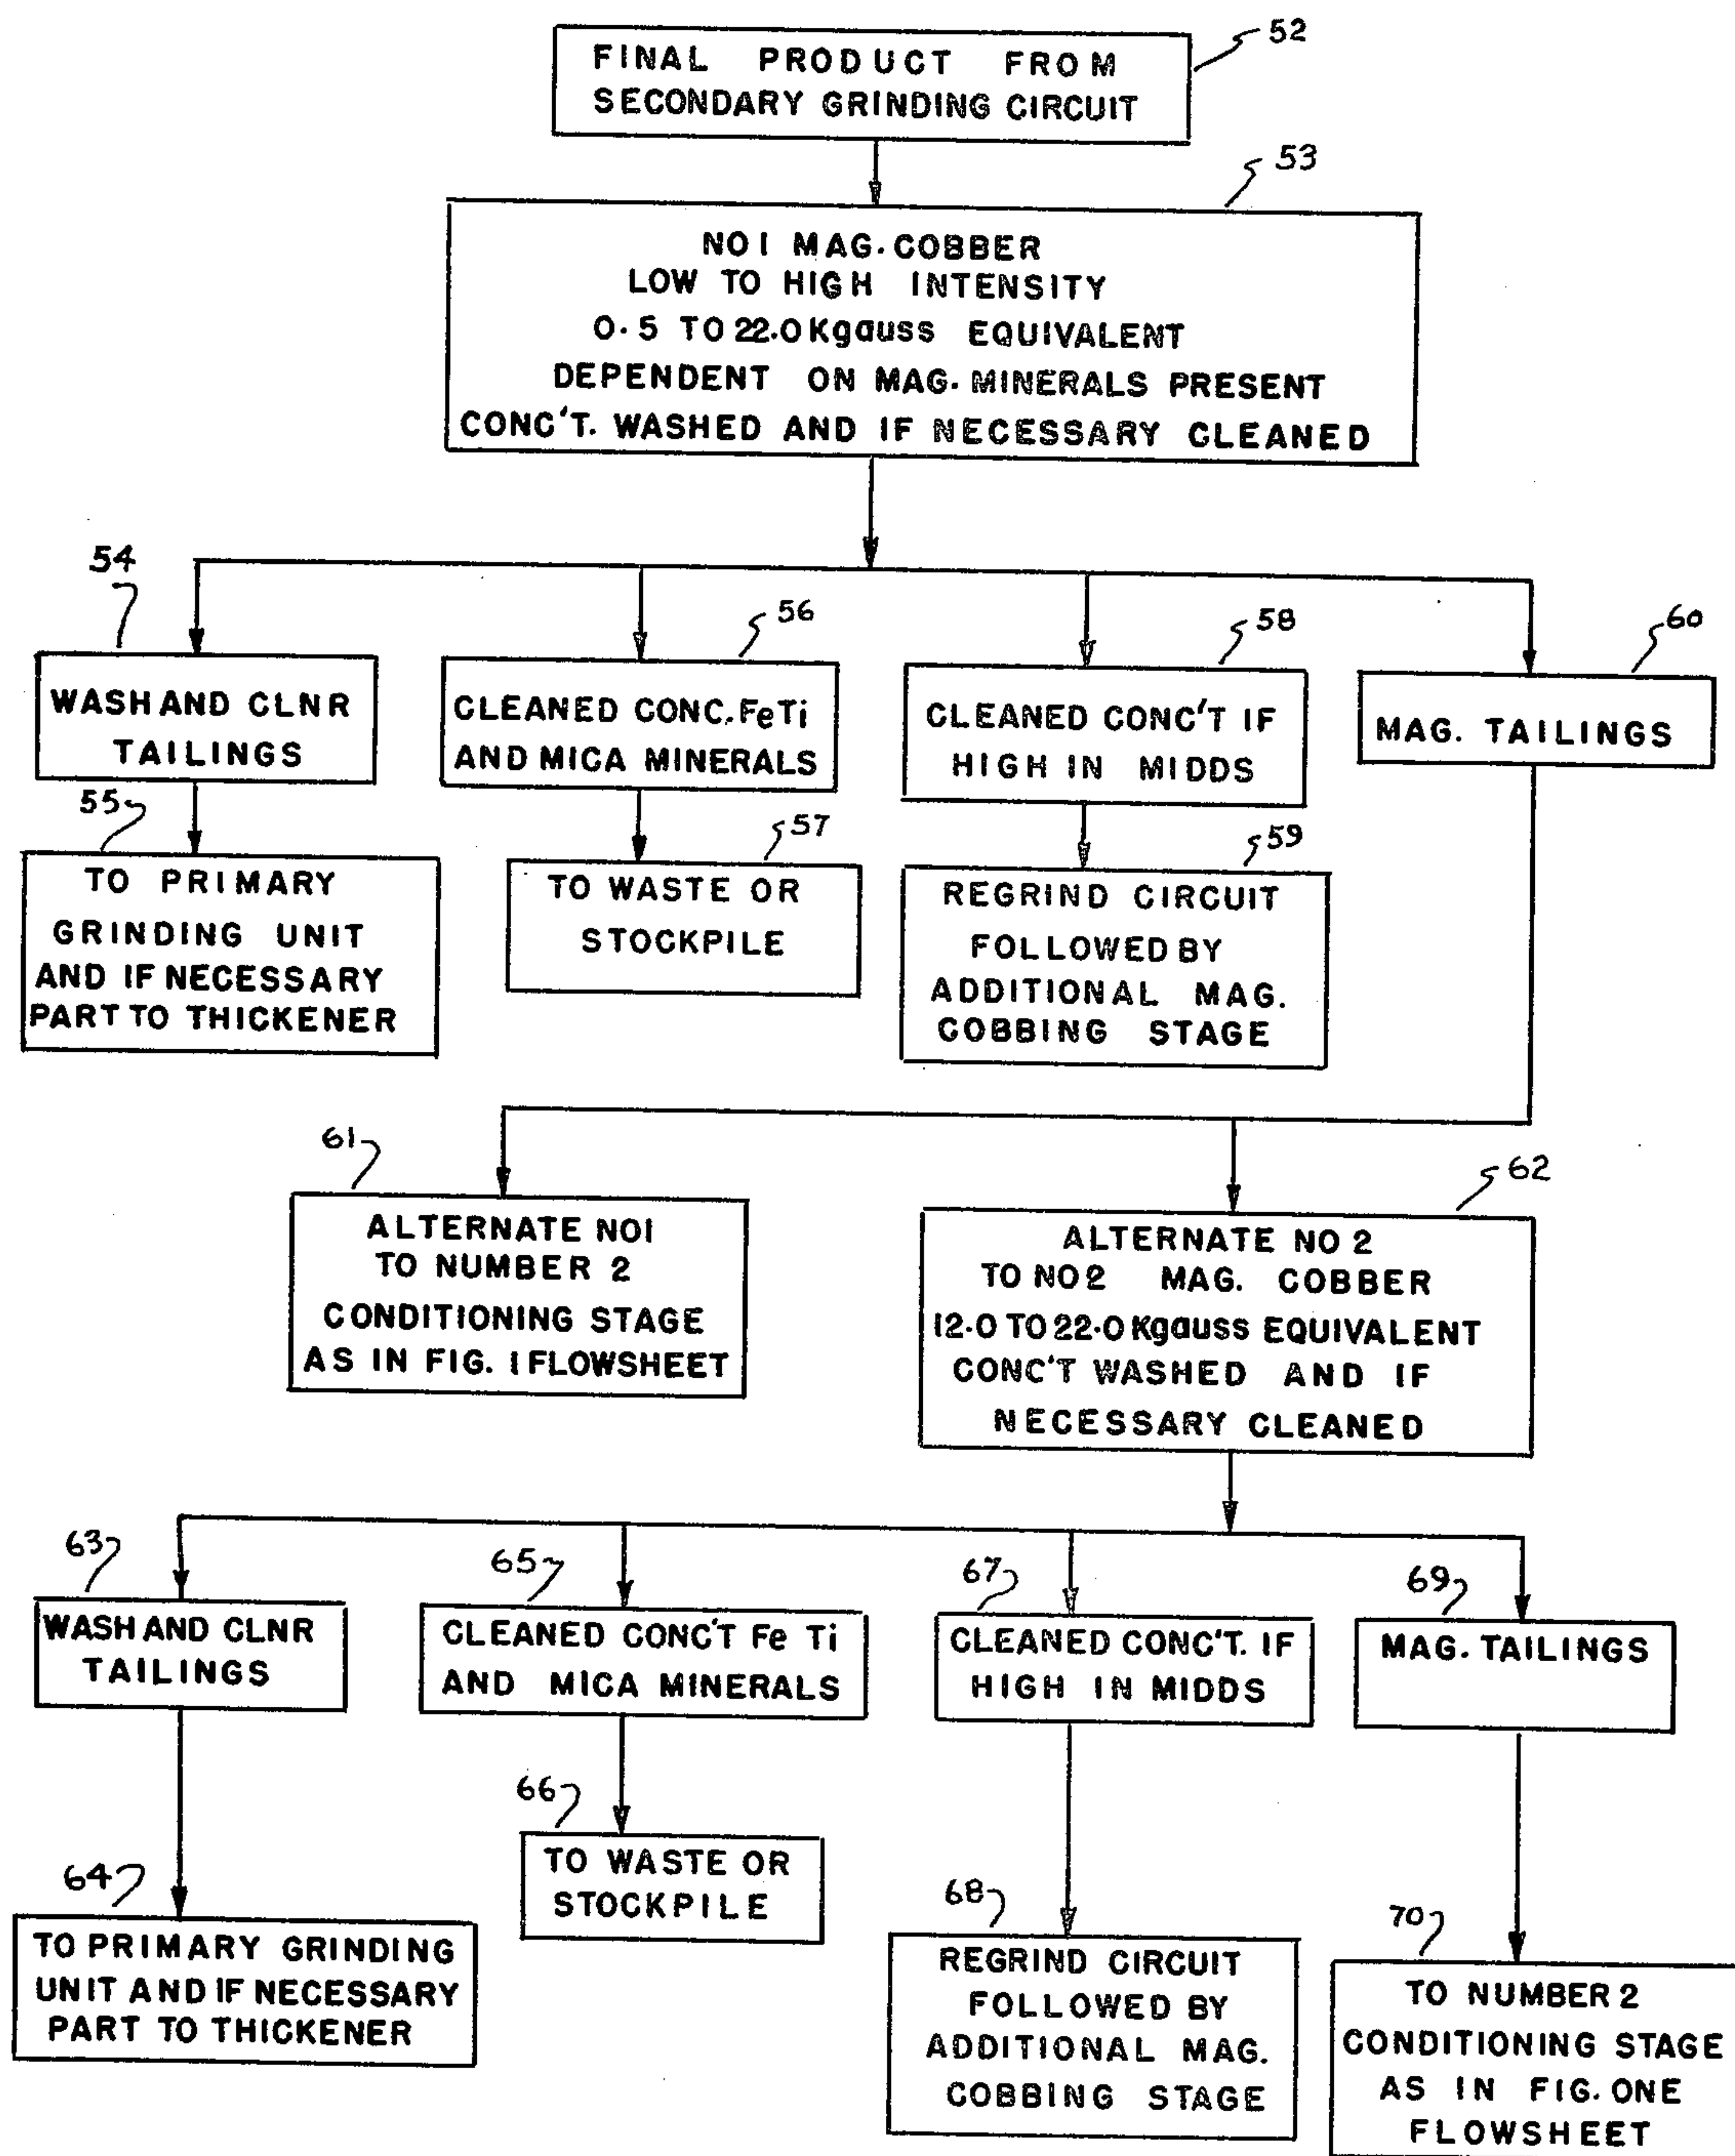 52
FINAL PRODUCT FROM
SECONDARY GRINDING CIRCUIT
53
NO1 MAG. COBBER
LOW TO HIGH INTENSITY
0.5 TO 22.0 Kgauss EQUIVALENT
DEPENDENT ON MAG. MINERALS PRESENT
CONC'T. WASHED AND IF NECESSARY CLEANED
54
WASH AND CLNR
TAILINGS
55
TO PRIMARY
GRINDING UNIT
AND IF NECESSARY
PART TO THICKENER
56
CLEANED CONC. FeTi
AND MICA MINERALS
57
TO WASTE OR
STOCKPILE
58
CLEANED CONC'T IF
HIGH IN MIDDS
59
REGRIND CIRCUIT
FOLLOWED BY
ADDITIONAL MAG.
COBBING STAGE
60
MAG. TAILINGS
61
ALTERNATE NO1
TO NUMBER 2
CONDITIONING STAGE
AS IN FIG. 1 FLOWSHEET
62
ALTERNATE NO 2
TO NO2 MAG. COBBER
12.0 TO 22.0 Kgauss EQUIVALENT
CONC'T WASHED AND IF
NECESSARY CLEANED
63
WASH AND CLNR
TAILINGS
64
TO PRIMARY GRINDING
UNIT AND IF NECESSARY
PART TO THICKENER
65
CLEANED CONC'T Fe Ti
AND MICA MINERALS
66
TO WASTE OR
STOCKPILE
67
CLEANED CONC'T. IF
HIGH IN MIDDS
68
REGRIND CIRCUIT
FOLLOWED BY
ADDITIONAL MAG.
COBBING STAGE
69
MAG. TAILINGS
70
TO NUMBER 2
CONDITIONING STAGE
AS IN FIG. ONE
FLOWSHEET